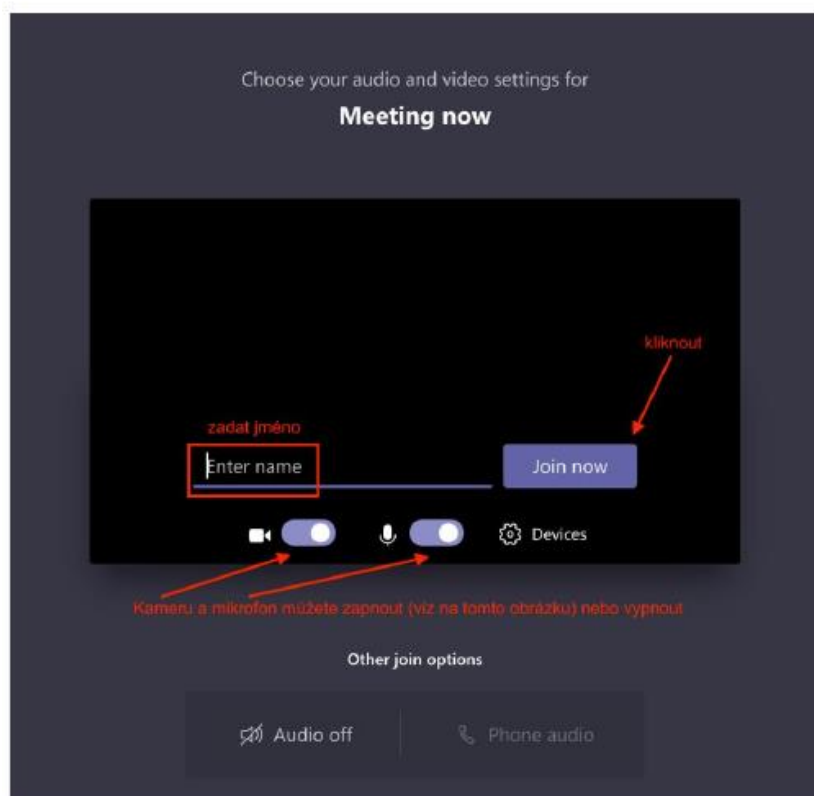 Choose your audio and video settings for
Meeting now
kliknout
zadat jméno
Enter name
Join now
Devices
Kameru a mikrofon můžete zapnout (viz na tomto obrázku) nebo vypnout
Other join options
Audio off
Phone audio